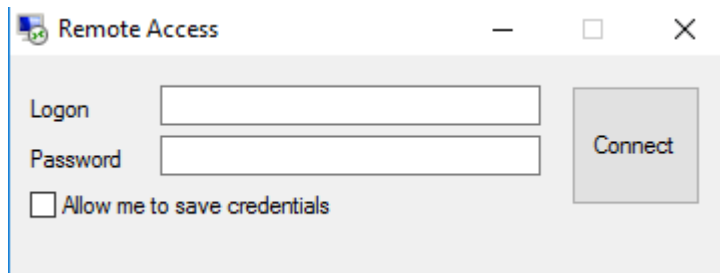 Remote Access
Logon
Password
Connect
Allow me to save credentials